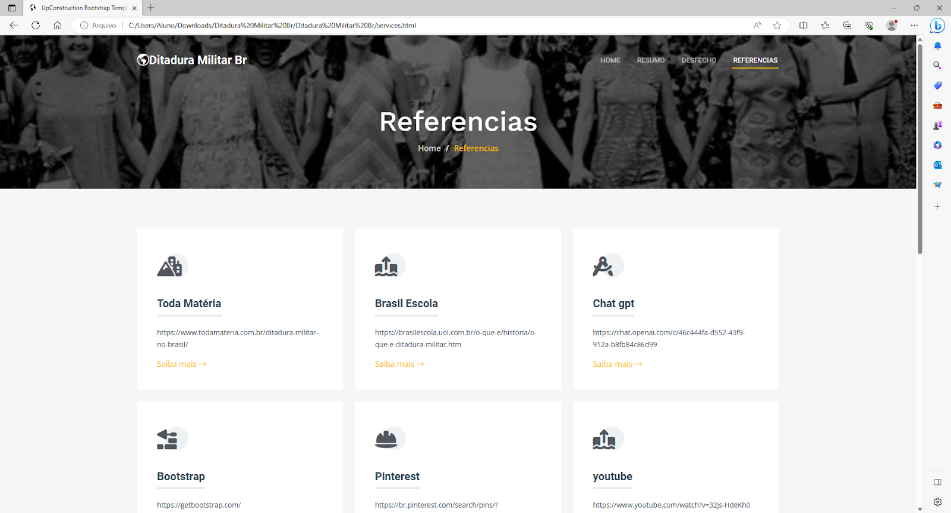 UpConstruction Bootstrap Templ
Arquivo
C:/Users/Aluno/Downloads/Ditadura%20Militar%20Br/Ditadura%20Militar%20Br/services.html
Ditadura Militar Br
HOME RESUMO DESFECHO REFERENCIAS
Referencias
Home / Referencias
Toda Matéria
https://www.todamateria.com.br/ditadura-militar-
no-brasil/
Saiba mais →
Brasil Escola
https://brasilescola.uol.com.br/o-que-e/historia/o-
que-e-ditadura-militar.htm
Saiba mais →
Chat gpt
https://chat.openai.com/c/46c444fa-d552-43f9-
912a-b8fb84c86d99
Saiba mais →
Bootstrap
https://getbootstrap.com/
Pinterest
https://br.pinterest.com/search/pins/?
youtube
https://www.youtube.com/watch?v=32js-HdeKh0